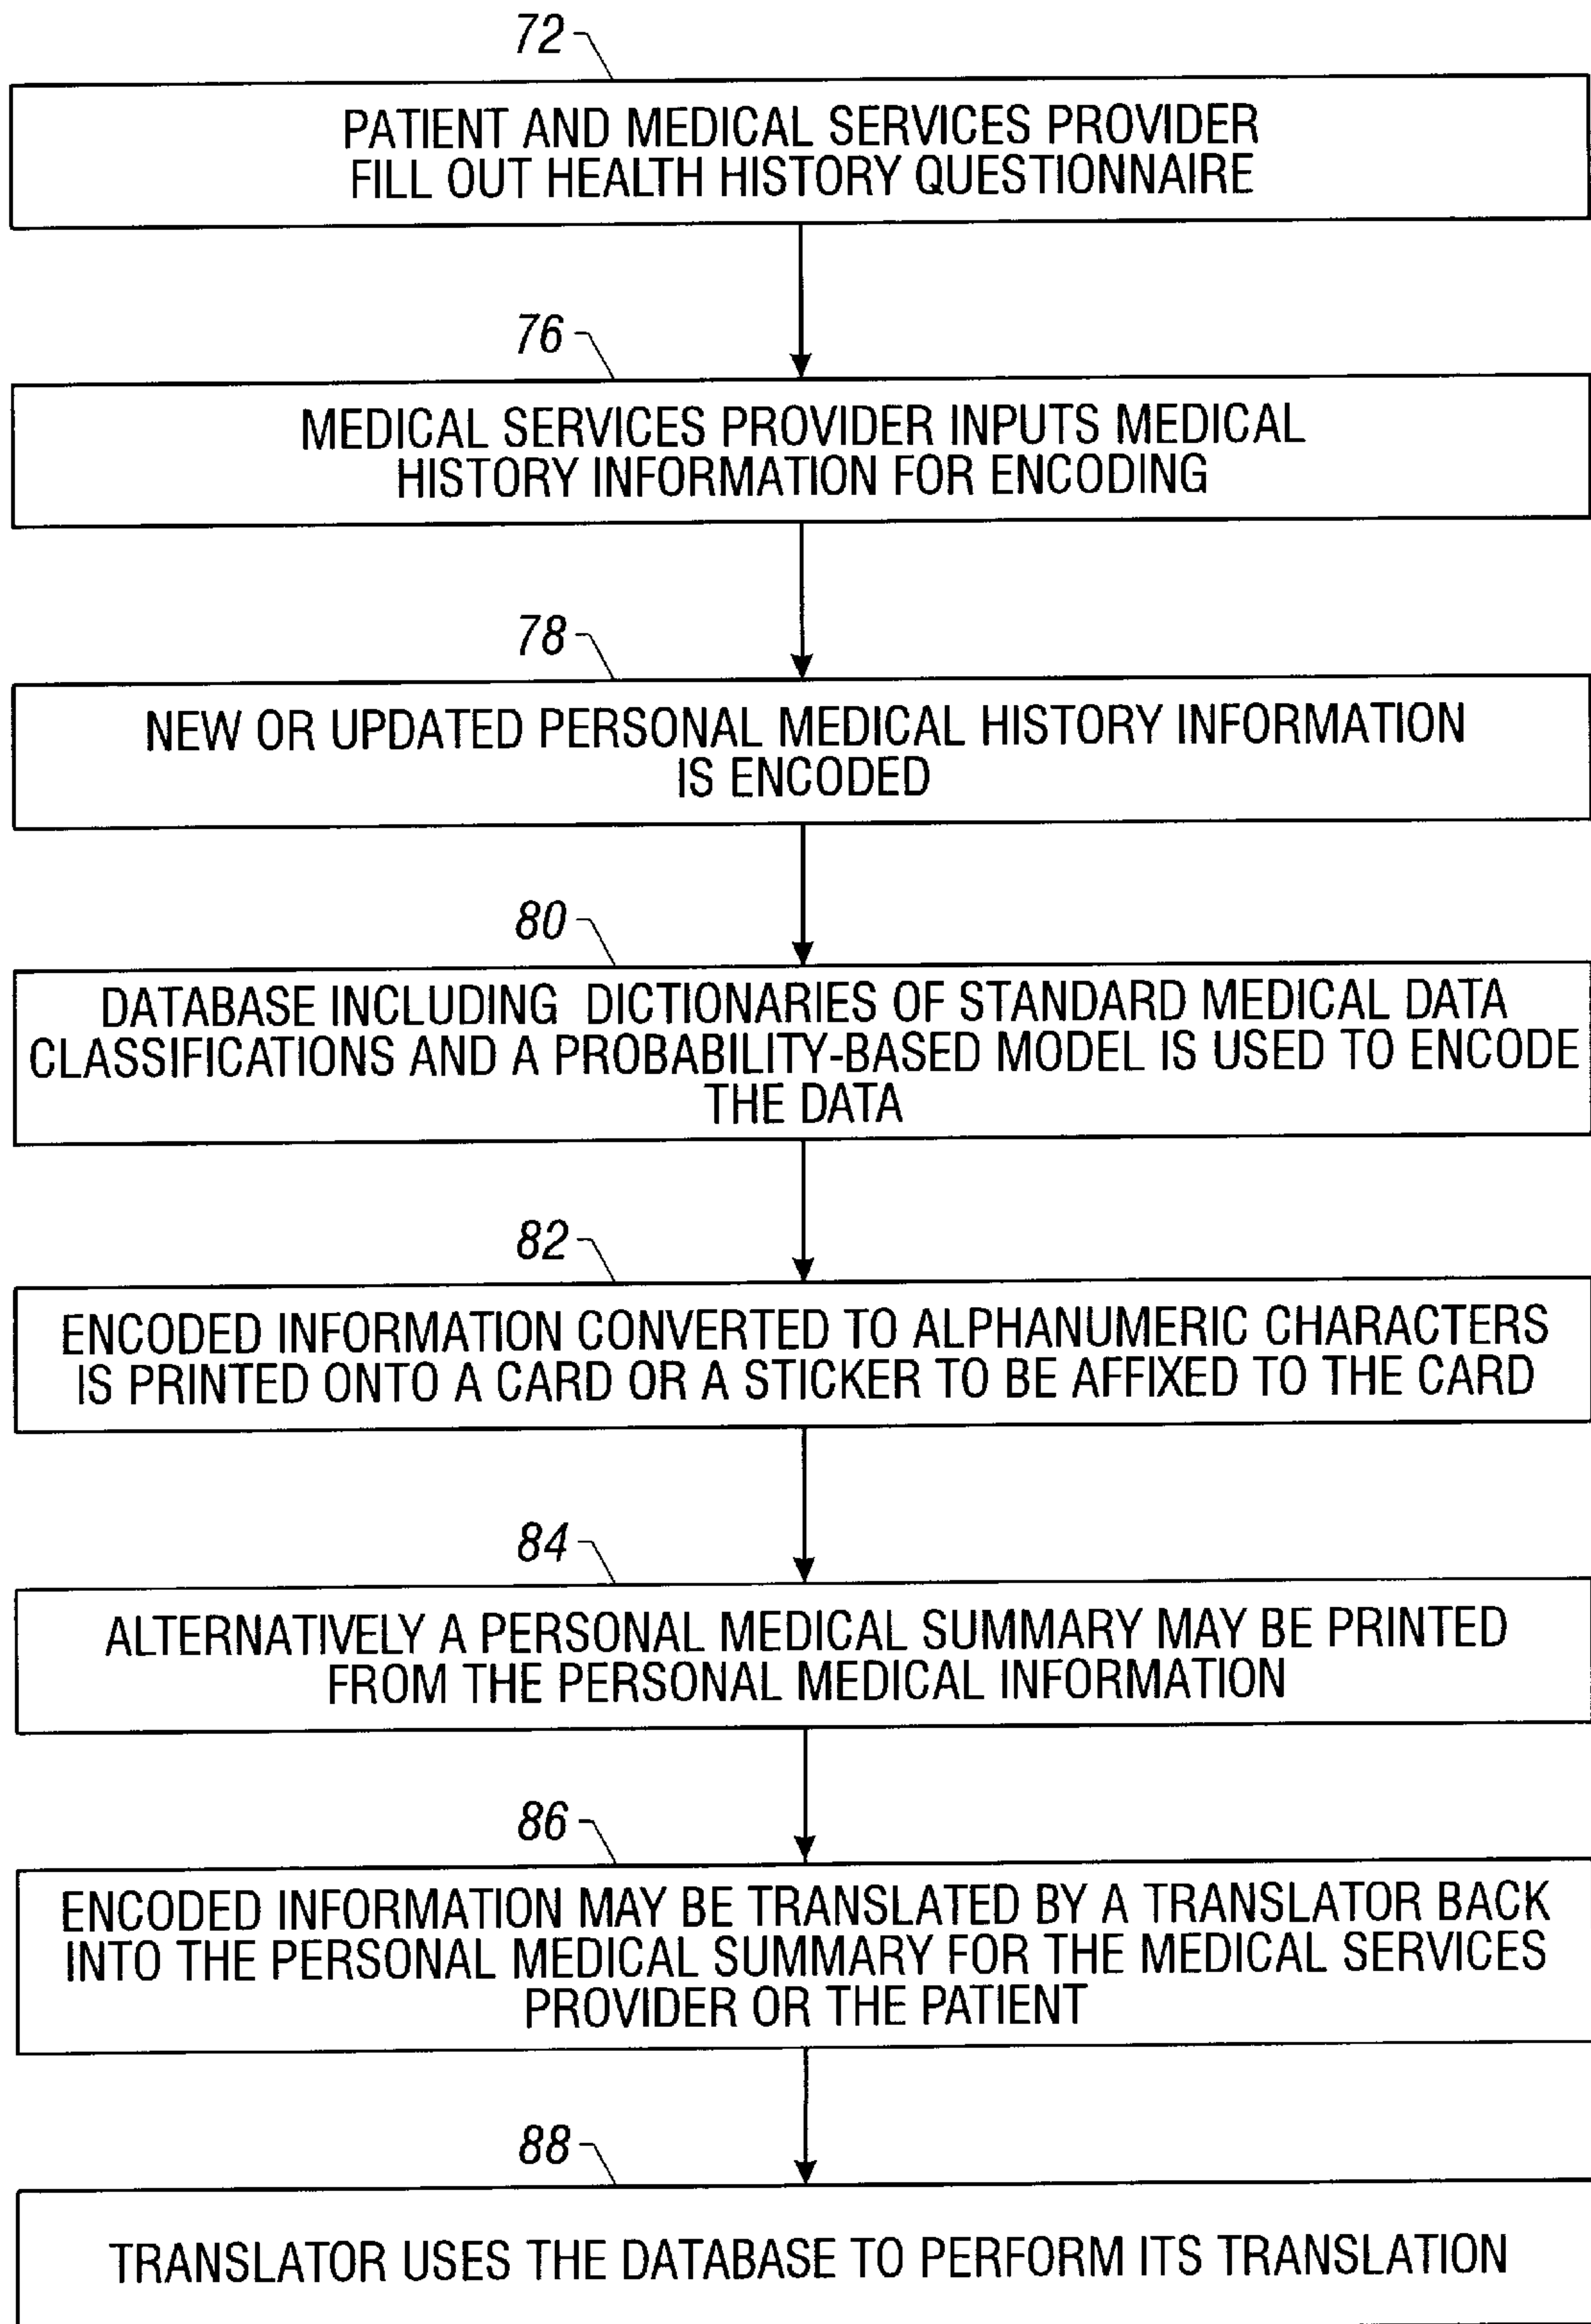 72
PATIENT AND MEDICAL SERVICES PROVIDER
FILL OUT HEALTH HISTORY QUESTIONNAIRE
76
MEDICAL SERVICES PROVIDER INPUTS MEDICAL
HISTORY INFORMATION FOR ENCODING
78
NEW OR UPDATED PERSONAL MEDICAL HISTORY INFORMATION
IS ENCODED
80
DATABASE INCLUDING DICTIONARIES OF STANDARD MEDICAL DATA
CLASSIFICATIONS AND A PROBABILITY-BASED MODEL IS USED TO ENCODE
THE DATA
82
ENCODED INFORMATION CONVERTED TO ALPHANUMERIC CHARACTERS
IS PRINTED ONTO A CARD OR A STICKER TO BE AFFIXED TO THE CARD
84
ALTERNATIVELY A PERSONAL MEDICAL SUMMARY MAY BE PRINTED
FROM THE PERSONAL MEDICAL INFORMATION
86
ENCODED INFORMATION MAY BE TRANSLATED BY A TRANSLATOR BACK
INTO THE PERSONAL MEDICAL SUMMARY FOR THE MEDICAL SERVICES
PROVIDER OR THE PATIENT
88
TRANSLATOR USES THE DATABASE TO PERFORM ITS TRANSLATION